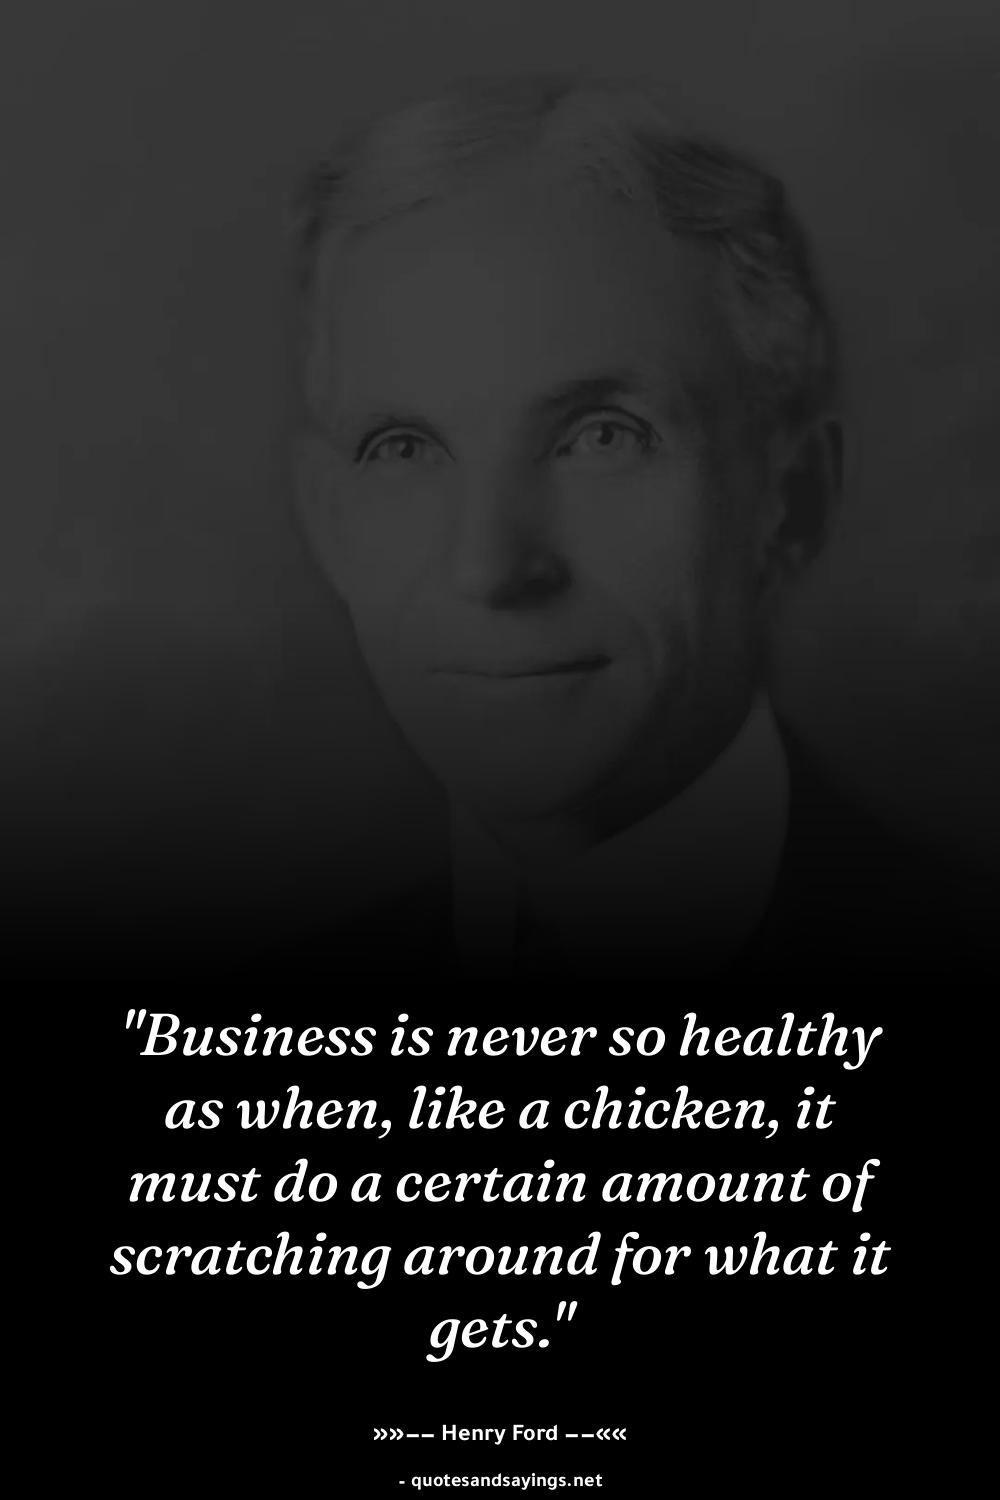 "Business is never so healthy
as when, like a chicken, it
must do a certain amount of
scratching around for what it
gets."
»»−− Henry Ford −−««
- quotesandsayings.net